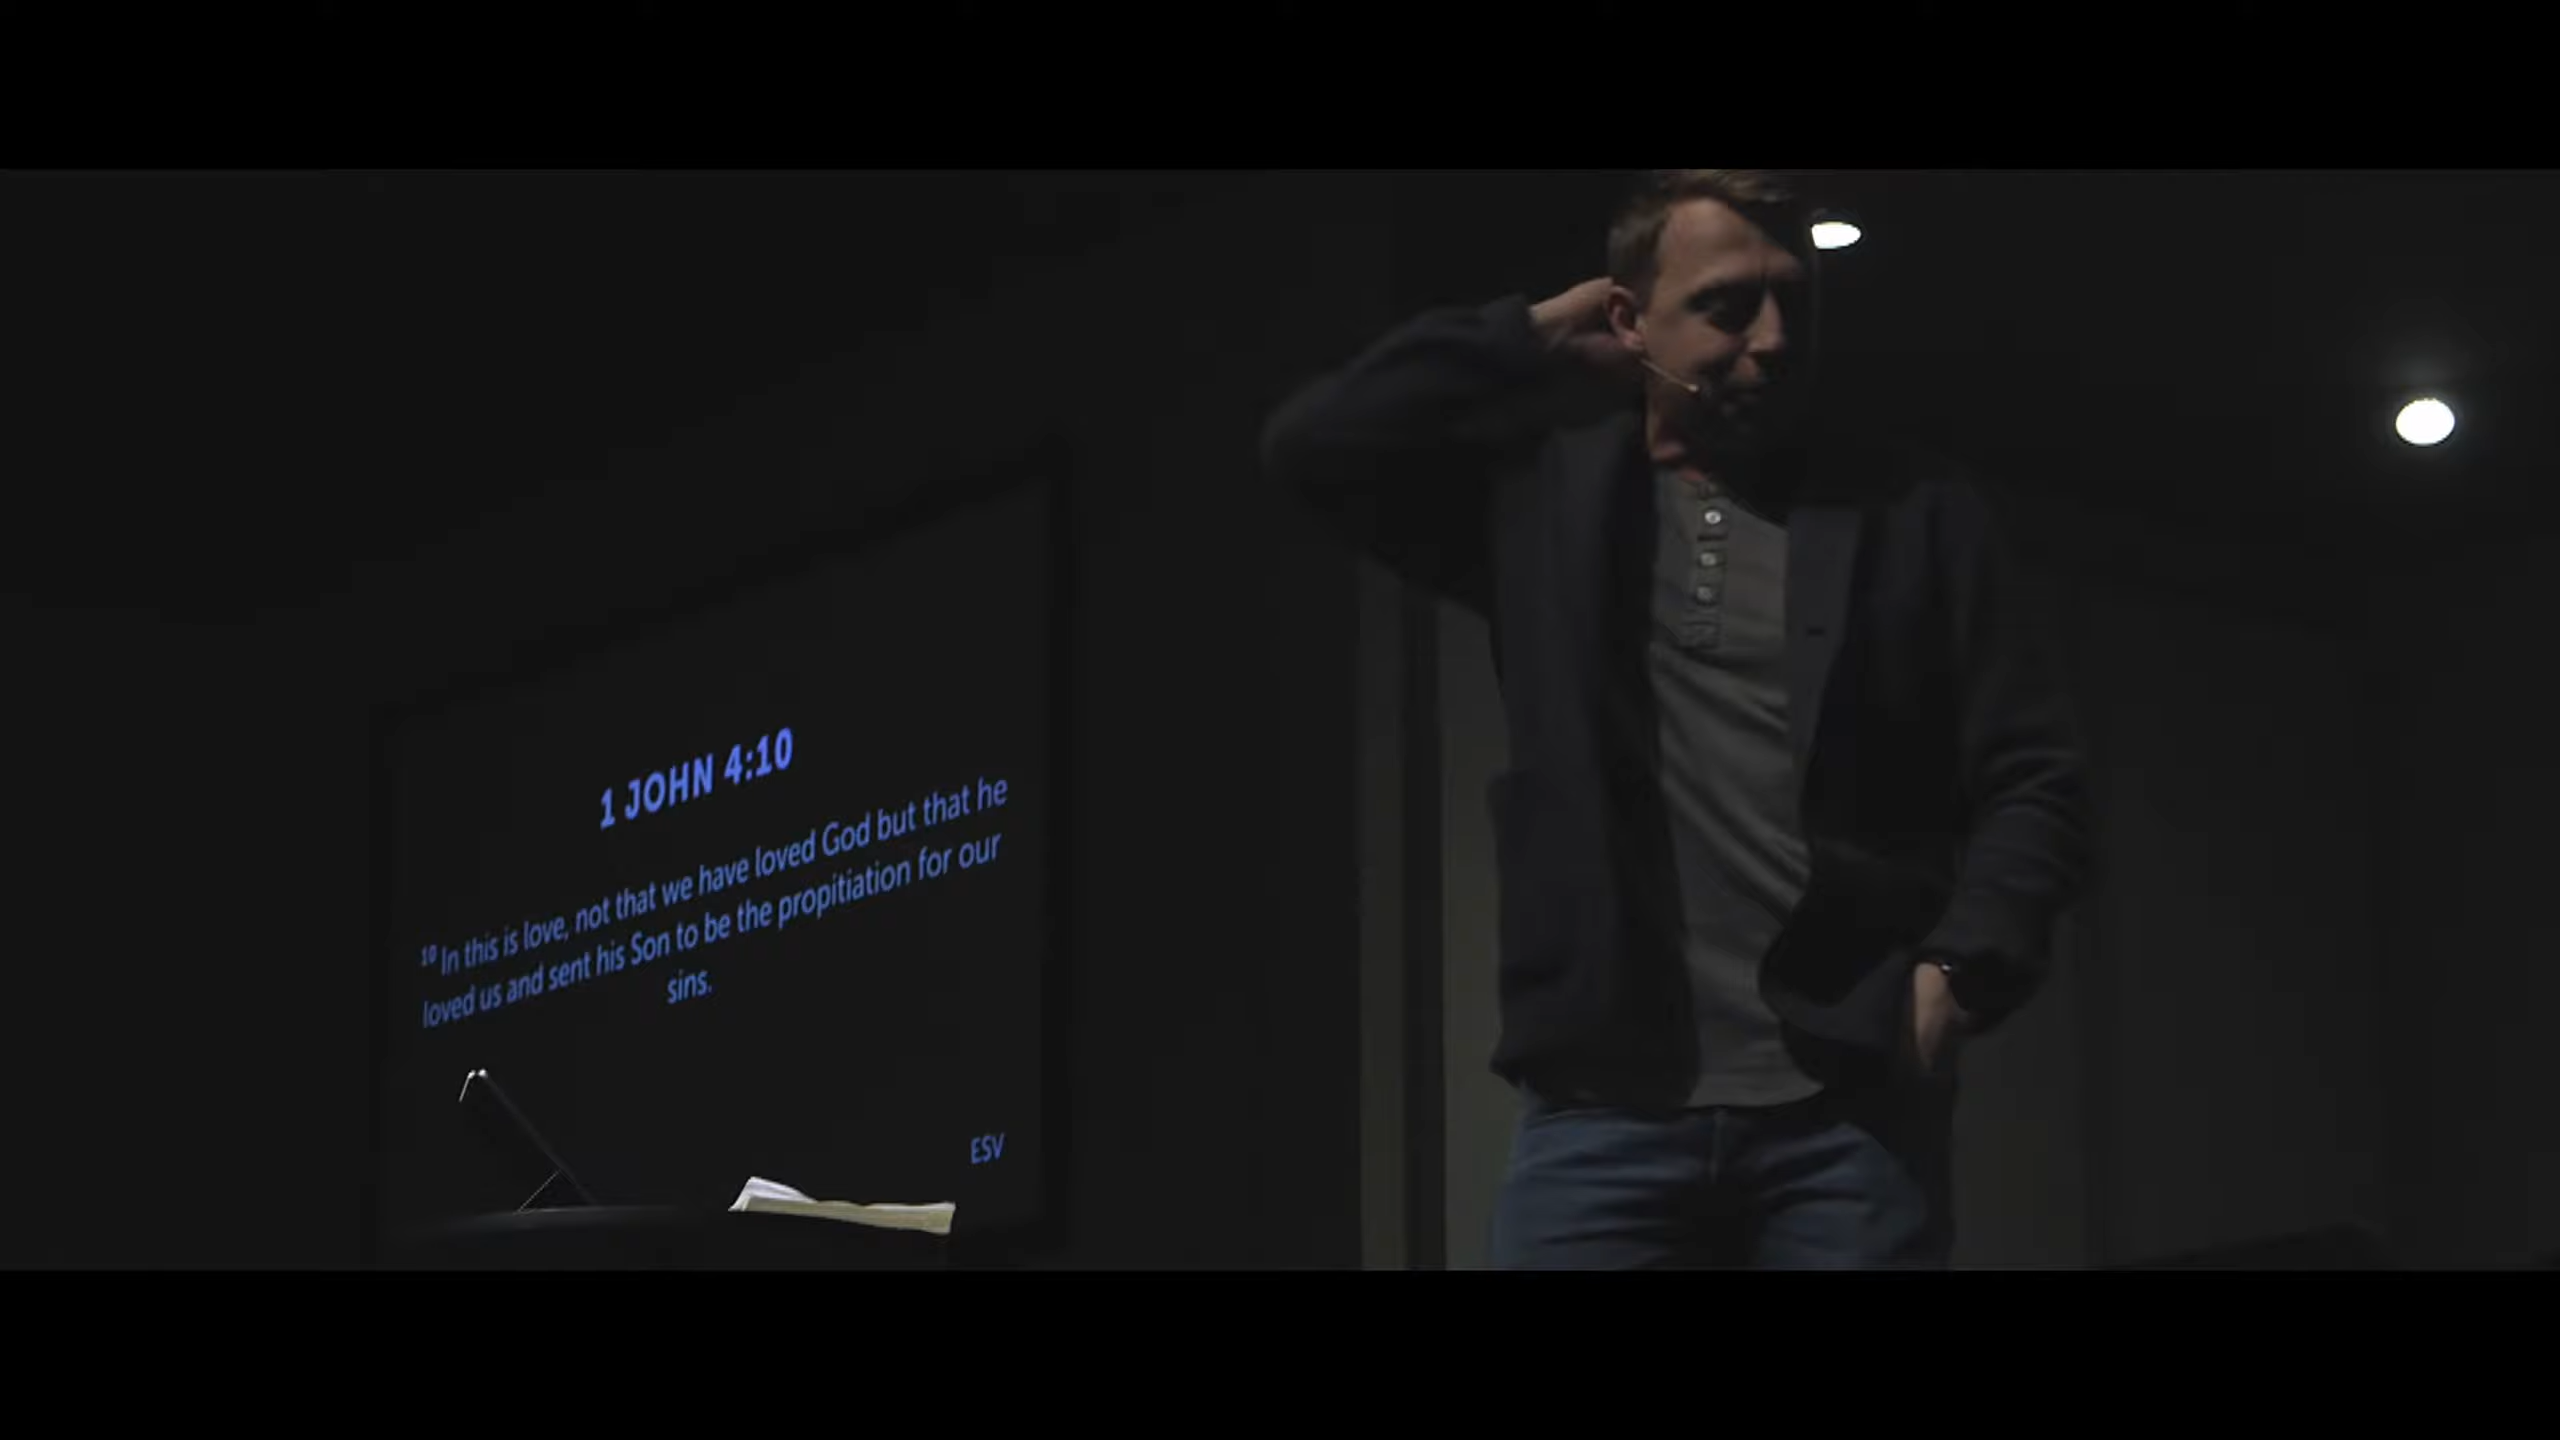 1 JOHN 4:10
10 In this is love, not that we have loved God but that he
loved us and sent his Son to be the propitiation for our
sins.
ESV